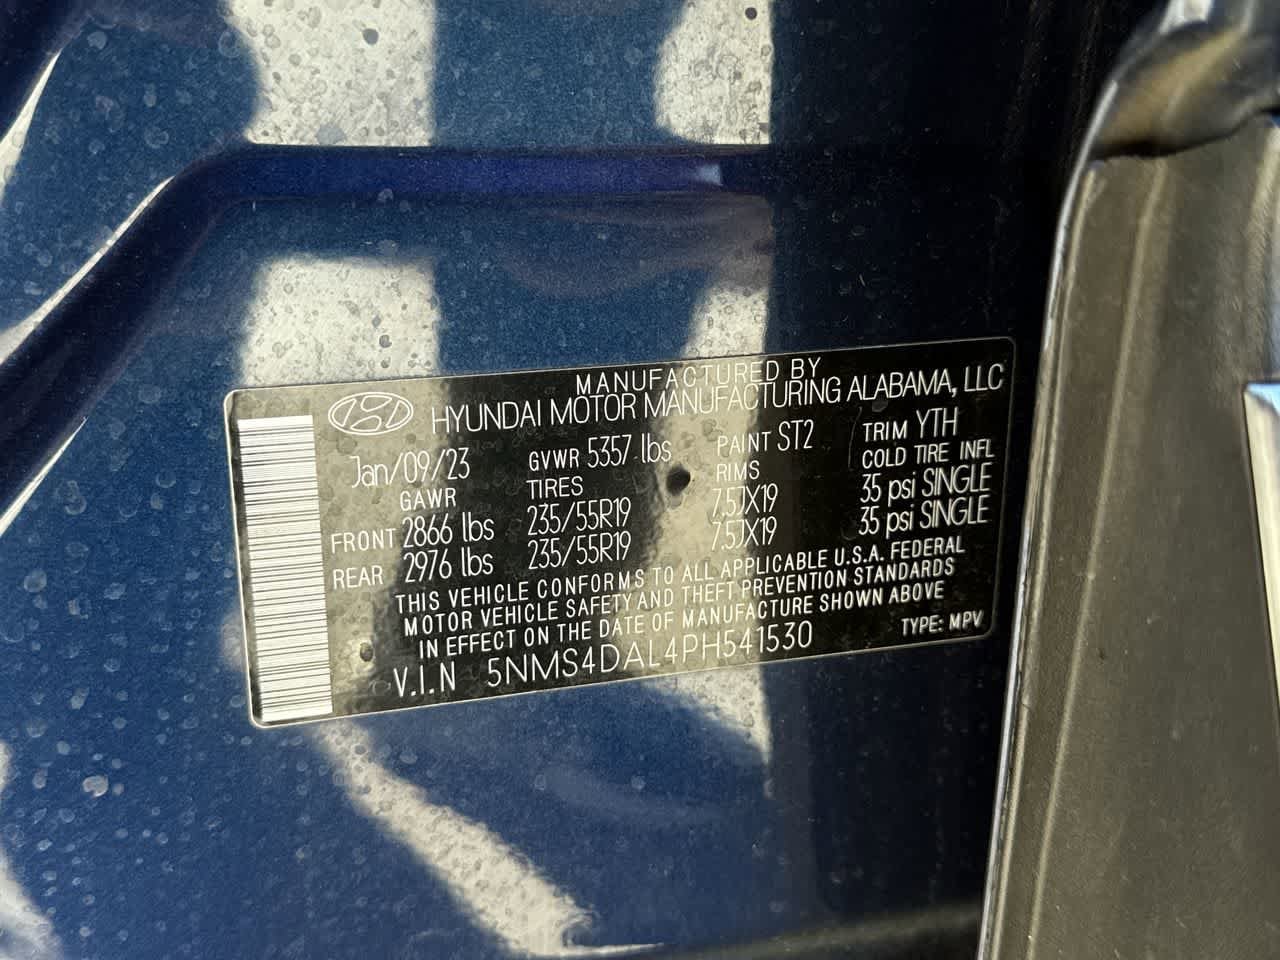 MANUFACTURED BY
HYUNDAI MOTOR MANUFACTURING ALABAMA, LLC
Jan/09/23 GVWR 5357 lbs PAINT ST2 TRIM YTH
GAWR TIRES RIMS COLD TIRE INFL
FRONT 2866 lbs 235/55R19 7.5JX19 35 psi SINGLE
REAR 2976 lbs 235/55R19 7.5JX19 35 psi SINGLE
THIS VEHICLE CONFORMS TO ALL APPLICABLE U.S.A. FEDERAL
MOTOR VEHICLE SAFETY AND THEFT PREVENTION STANDARDS
IN EFFECT ON THE DATE OF MANUFACTURE SHOWN ABOVE
V.I.N 5NMS4DAL4PH541530 TYPE: MPV